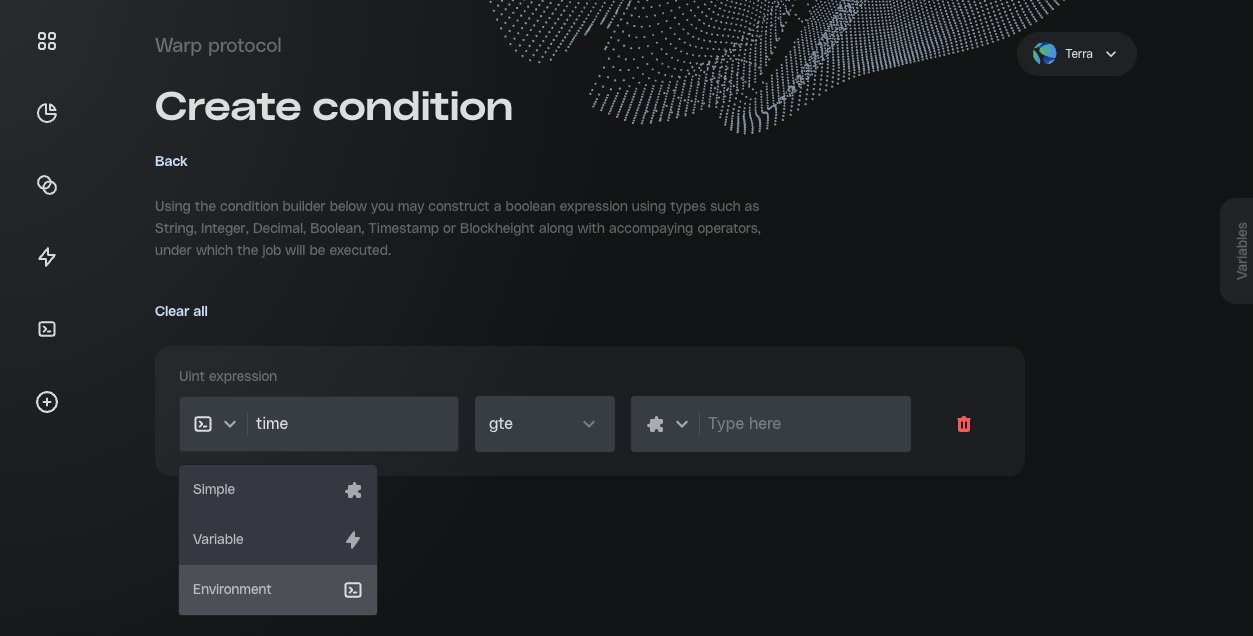 Warp protocol
Terra
Create condition
Back
Using the condition builder below you may construct a boolean expression using types such as
String, Integer, Decimal, Boolean, Timestamp or Blockheight along with accompaying operators,
under which the job will be executed.
Variables
Clear all
Uint expression
time
gte
Type here
Simple
Variable
Environment